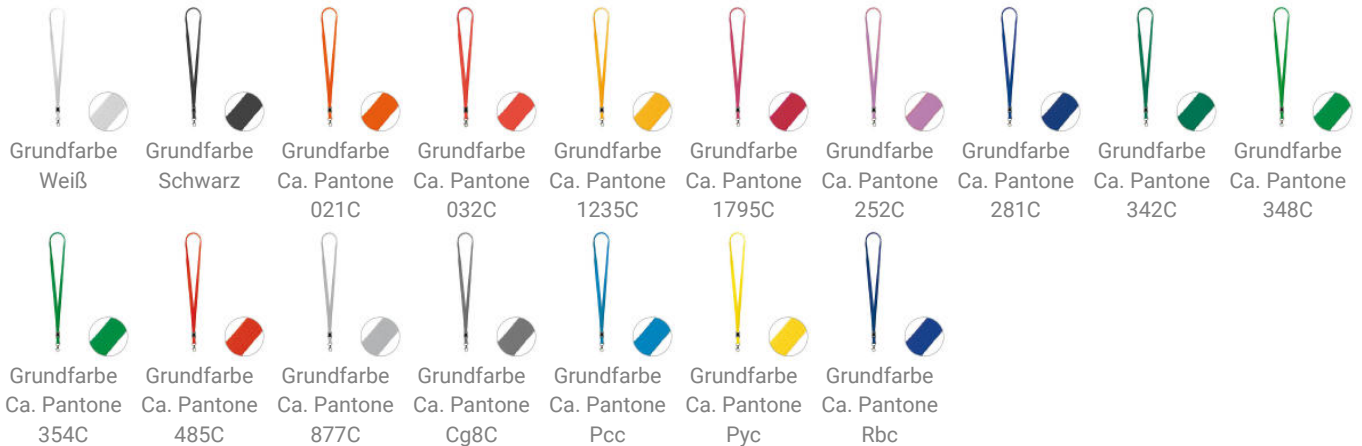 Grundfarbe Weiß
Grundfarbe Schwarz
Grundfarbe Ca. Pantone 021C
Grundfarbe Ca. Pantone 032C
Grundfarbe Ca. Pantone 1235C
Grundfarbe Ca. Pantone 1795C
Grundfarbe Ca. Pantone 252C
Grundfarbe Ca. Pantone 281C
Grundfarbe Ca. Pantone 342C
Grundfarbe Ca. Pantone 348C
Grundfarbe Ca. Pantone 354C
Grundfarbe Ca. Pantone 485C
Grundfarbe Ca. Pantone 877C
Grundfarbe Ca. Pantone Cg8C
Grundfarbe Ca. Pantone Pcc
Grundfarbe Ca. Pantone Pyc
Grundfarbe Ca. Pantone Rbc